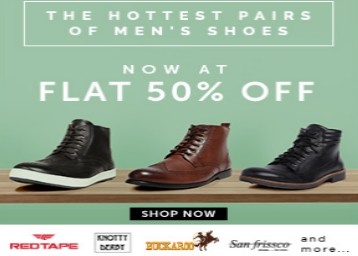 THE HOTTEST PAIRS
OF MEN'S SHOES
NOW AT
FLAT 50% OFF
SHOP NOW
REDTAPE
KNOTTY
DERBY
San frissco
and
more...